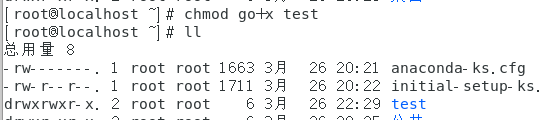 [root@localhost ~]# chmod go+x test
[root@localhost ~]# ll
总用量 8
-rw-------. 1 root root 1663 3月  26 20:21 anaconda-ks.cfg
-rw-r--r--. 1 root root 1711 3月  26 20:22 initial-setup-ks.
drwxrwxr-x. 2 root root    6 3月  26 22:29 test